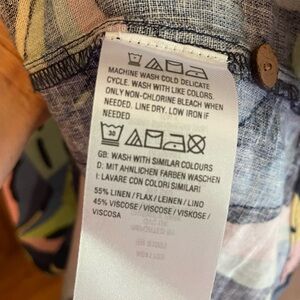 MACHINE WASH COLD DELICATE
CYCLE. WASH WITH LIKE COLORS.
ONLY NON-CHLORINE BLEACH WHEN
NEEDED. LINE DRY. LOW IRON IF
NEEDED
30
GB: WASH WITH SIMILAR COLOURS
D: MIT AHNLICHEN FARBEN WASCHEN
I: LAVARE CON COLORI SIMILARI
55% LINEN / FLAX / LEINEN / LINO
45% VISCOSE / VISCOSE / VISKOSE /
VISCOSA